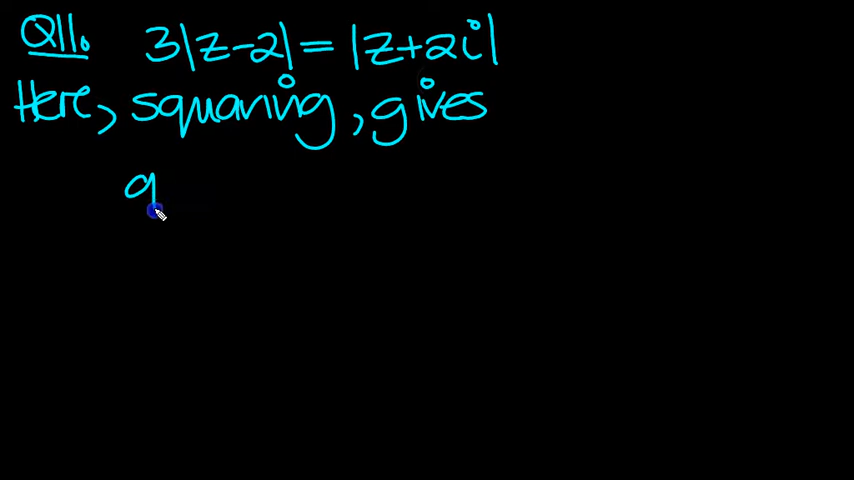 Q11. 3|z-2| = |z+2i|
Here, squaring, gives
9